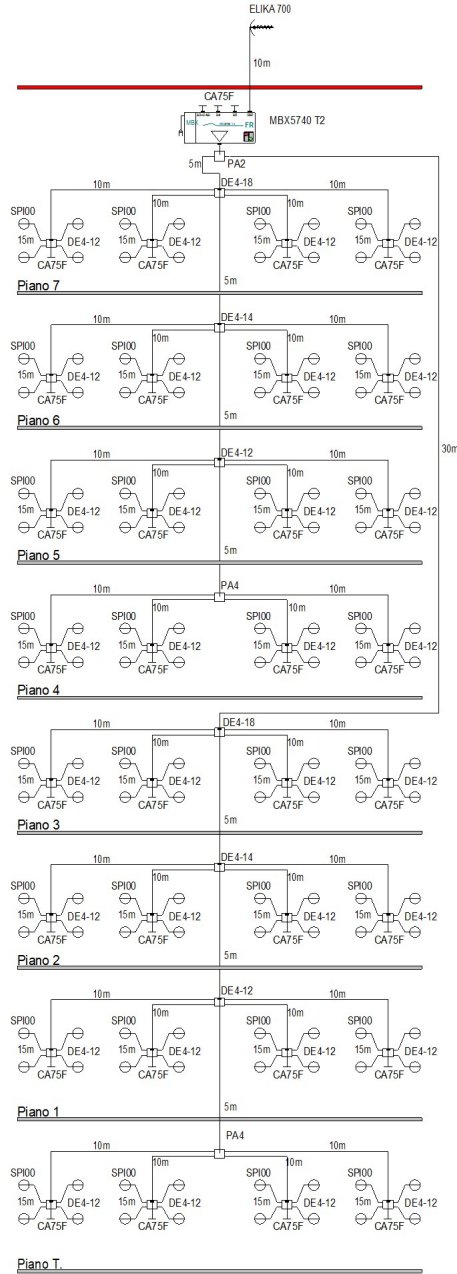 ELIKA 700
10m
CA75F
MBX
FR
MBX5740 T2
5m
PA2
10m DE4-18 10m
SPI00 10m SPI00 SPI00 10m SPI00
15m DE4-12 15m DE4-12 15m DE4-12 15m DE4-12
CA75F CA75F CA75F CA75F
Piano 7
5m
10m DE4-14 10m
SPI00 10m SPI00 SPI00 10m SPI00
15m DE4-12 15m DE4-12 15m DE4-12 15m DE4-12
CA75F CA75F CA75F CA75F
Piano 6
5m
30m
10m DE4-12 10m
SPI00 10m SPI00 SPI00 10m SPI00
15m DE4-12 15m DE4-12 15m DE4-12 15m DE4-12
CA75F CA75F CA75F CA75F
Piano 5
5m
PA4
10m 10m
SPI00 10m SPI00 SPI00 10m SPI00
15m DE4-12 15m DE4-12 15m DE4-12 15m DE4-12
CA75F CA75F CA75F CA75F
Piano 4
10m DE4-18 10m
SPI00 10m SPI00 SPI00 10m SPI00
15m DE4-12 15m DE4-12 15m DE4-12 15m DE4-12
CA75F CA75F CA75F CA75F
Piano 3
5m
10m DE4-14 10m
SPI00 10m SPI00 SPI00 10m SPI00
15m DE4-12 15m DE4-12 15m DE4-12 15m DE4-12
CA75F CA75F CA75F CA75F
Piano 2
5m
10m DE4-12 10m
SPI00 10m SPI00 SPI00 10m SPI00
15m DE4-12 15m DE4-12 15m DE4-12 15m DE4-12
CA75F CA75F CA75F CA75F
Piano 1
5m
PA4
10m 10m
SPI00 10m SPI00 SPI00 10m SPI00
15m DE4-12 15m DE4-12 15m DE4-12 15m DE4-12
CA75F CA75F CA75F CA75F
Piano T.